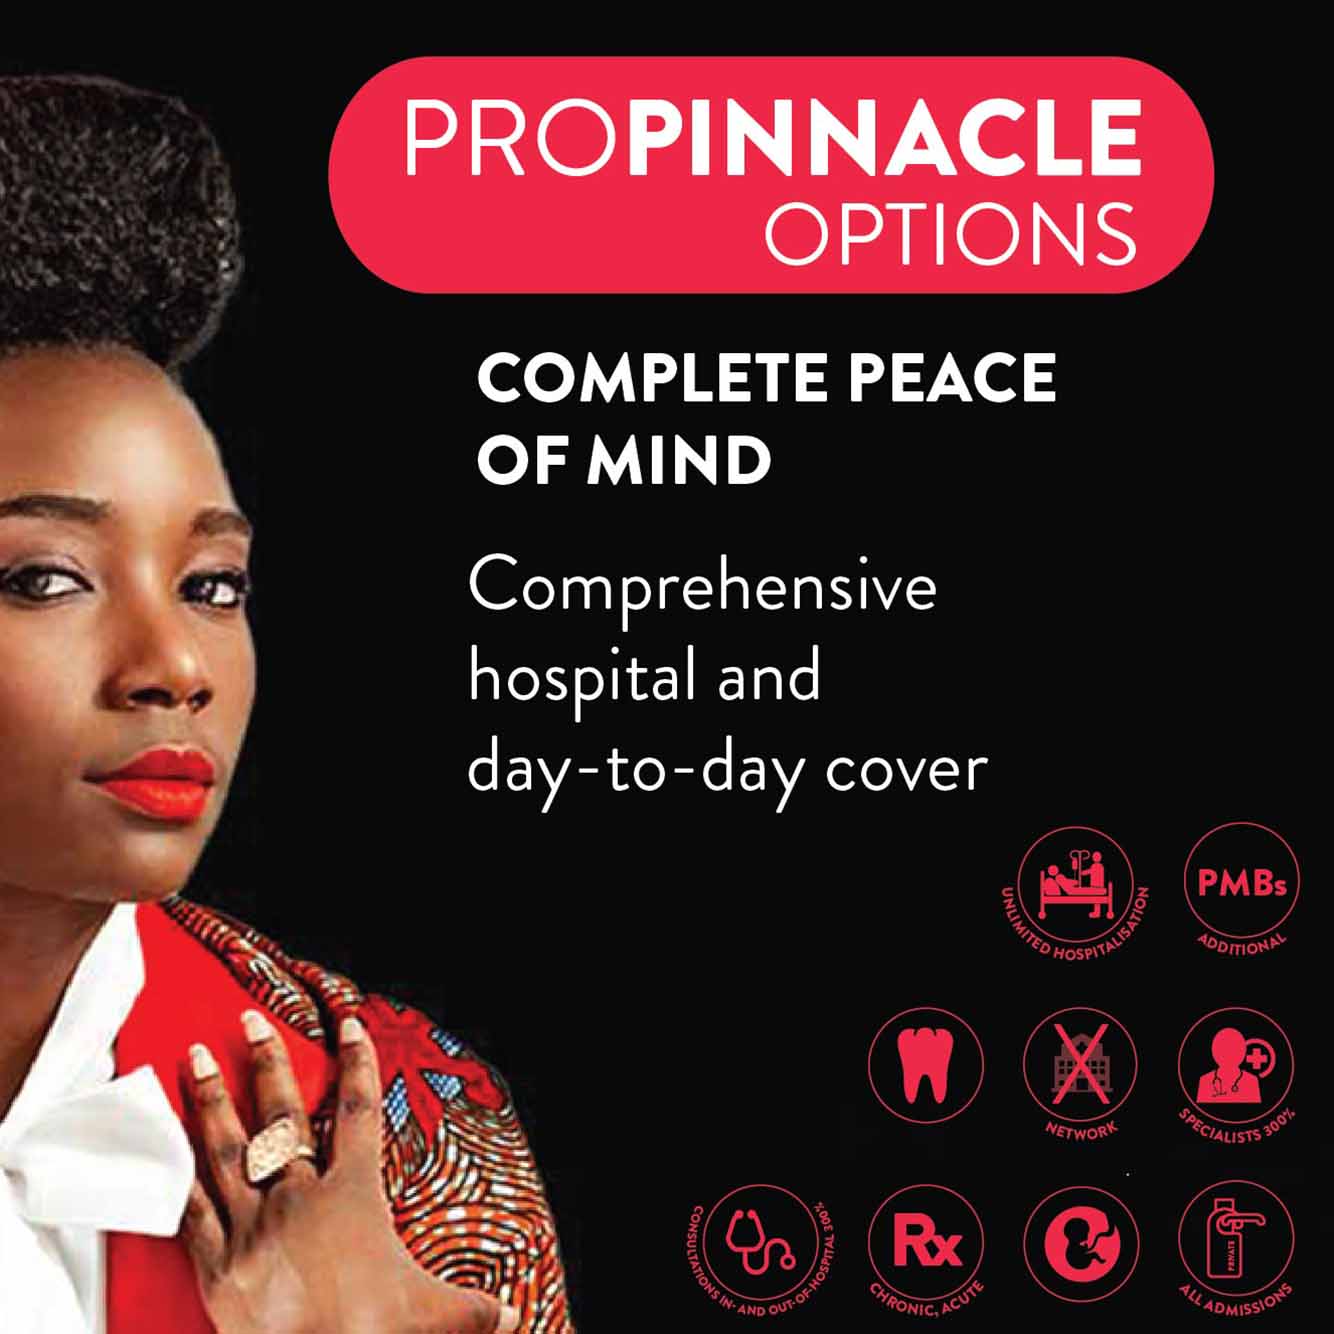 PROPINNACLE
OPTIONS
COMPLETE PEACE
OF MIND
Comprehensive
hospital and
day-to-day cover
UNLIMITED HOSPITALISATION
PMBs
ADDITIONAL
NETWORK
SPECIALISTS 300%
CONSULTATIONS IN- AND OUT-OF-HOSPITAL 300%
Rx
CHRONIC, ACUTE
PRIVATE
ALL ADMISSIONS